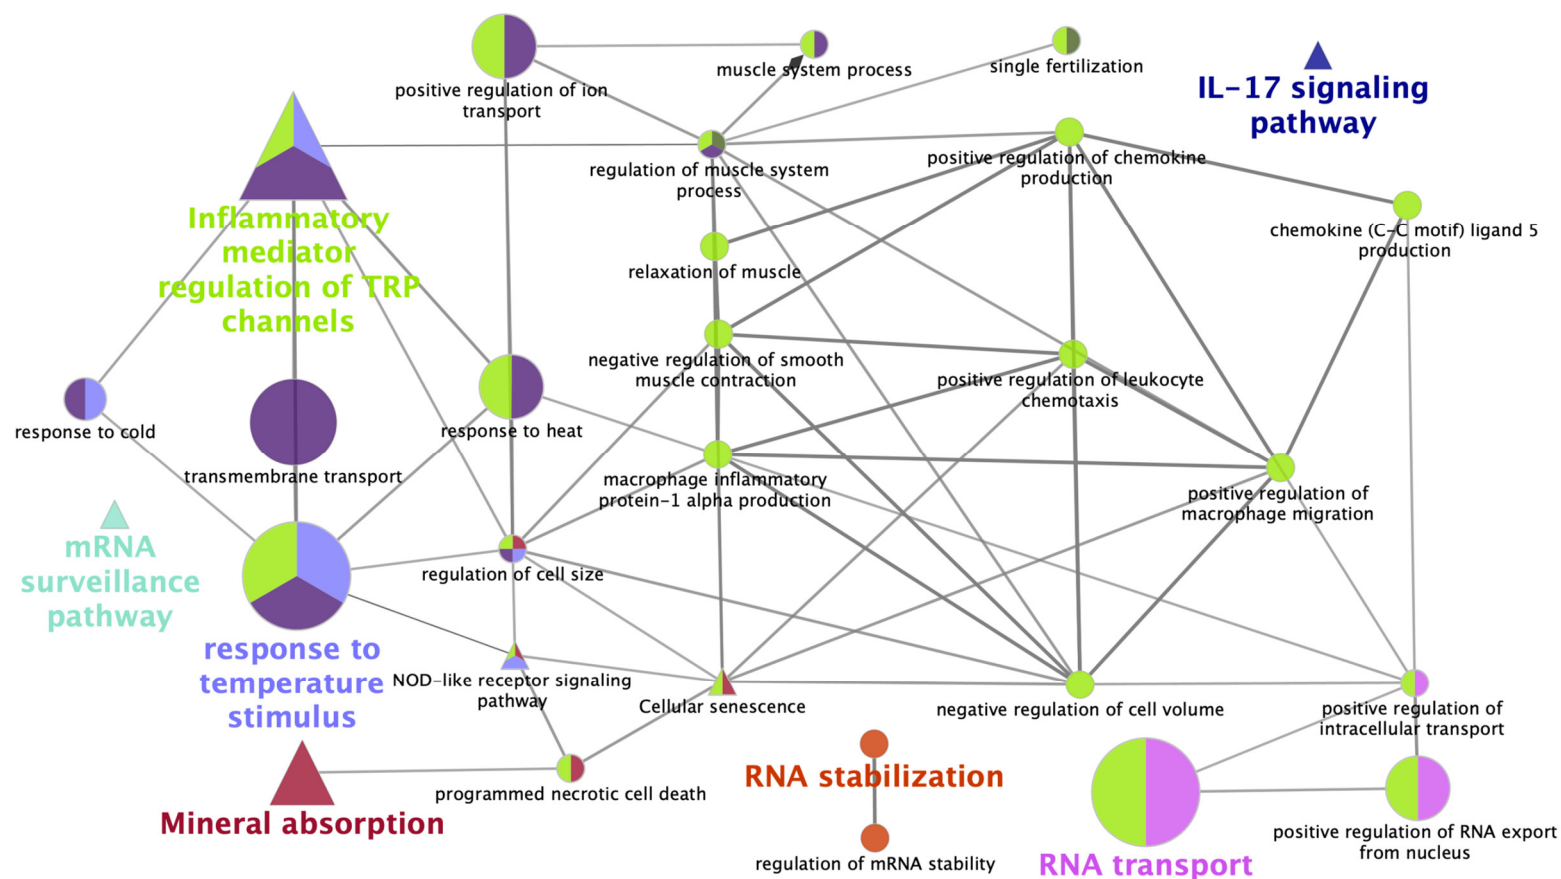 positive regulation of ion
transport
muscle system process
single fertilization
IL-17 signaling
pathway
regulation of muscle system
process
positive regulation of chemokine
production
Inflammatory
mediator
regulation of TRP
channels
chemokine (C-C motif) ligand 5
production
relaxation of muscle
negative regulation of smooth
muscle contraction
positive regulation of leukocyte
chemotaxis
response to cold
response to heat
transmembrane transport
macrophage inflammatory
protein-1 alpha production
positive regulation of
macrophage migration
mRNA
surveillance
pathway
regulation of cell size
response to
temperature
stimulus
NOD-like receptor signaling
pathway
Cellular senescence
negative regulation of cell volume
positive regulation of
intracellular transport
Mineral absorption
programmed necrotic cell death
RNA stabilization
regulation of mRNA stability
RNA transport
positive regulation of RNA export
from nucleus